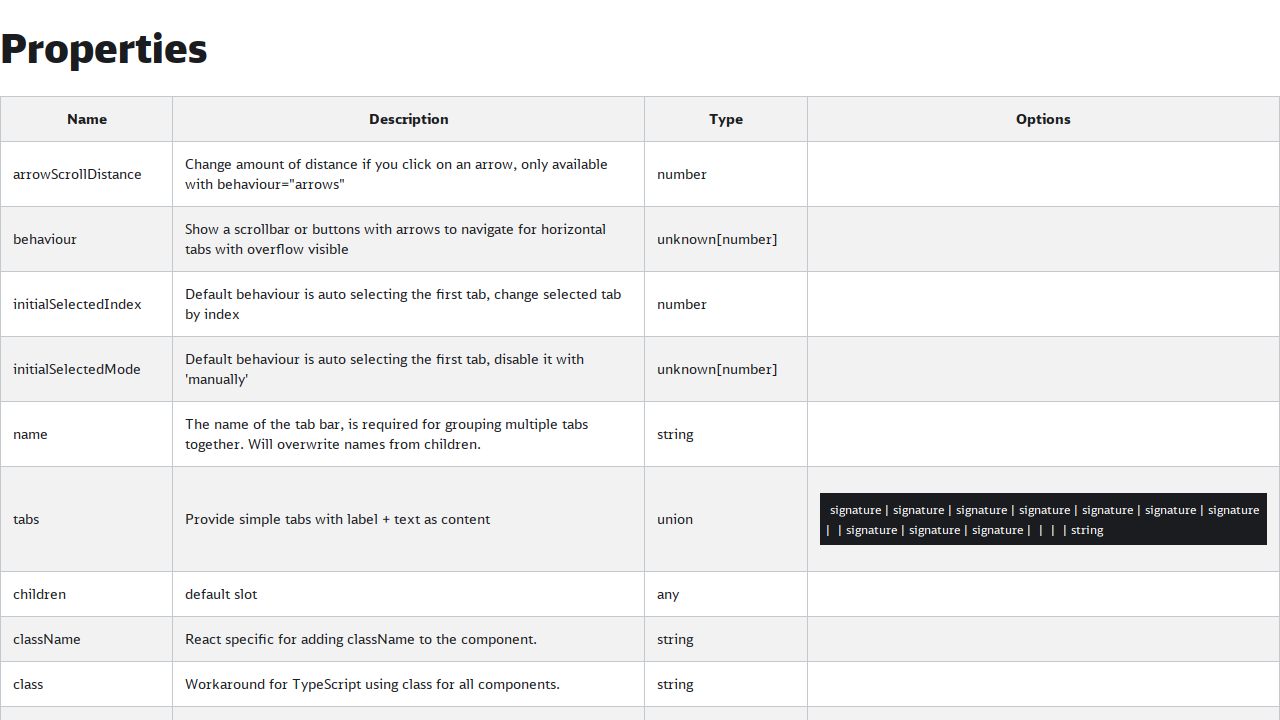 Properties
Name Description Type Options
arrowScrollDistance
Change amount of distance if you click on an arrow, only available
with behaviour="arrows"
number
behaviour
Show a scrollbar or buttons with arrows to navigate for horizontal
tabs with overflow visible
unknown[number]
initialSelectedIndex
Default behaviour is auto selecting the first tab, change selected tab
by index
number
initialSelectedMode
Default behaviour is auto selecting the first tab, disable it with
'manually'
unknown[number]
name
The name of the tab bar, is required for grouping multiple tabs
together. Will overwrite names from children.
string
tabs
Provide simple tabs with label + text as content
union
signature | signature | signature | signature | signature | signature | signature
| | signature | signature | signature | | | | string
children default slot any
className React specific for adding className to the component. string
class Workaround for TypeScript using class for all components. string